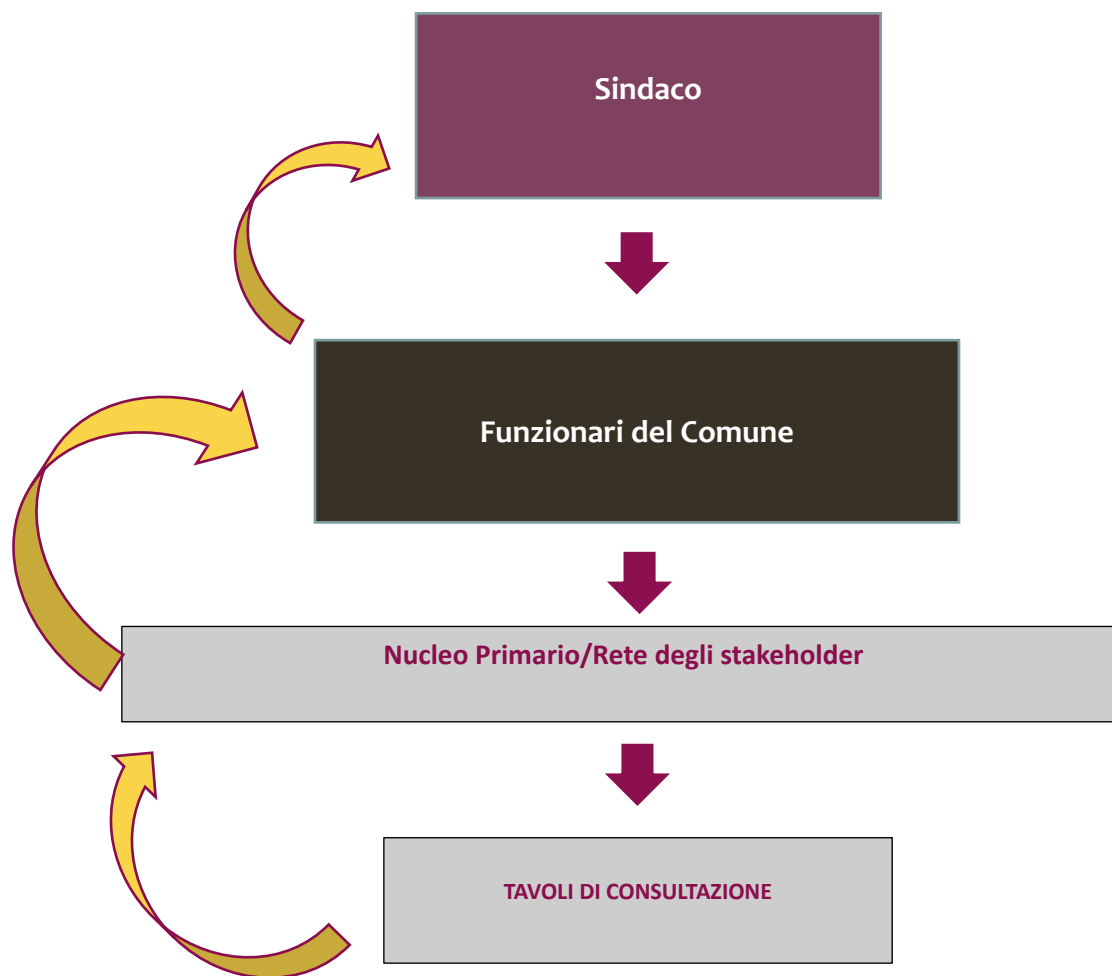 Sindaco
Funzionari del Comune
Nucleo Primario/Rete degli stakeholder
TAVOLI DI CONSULTAZIONE